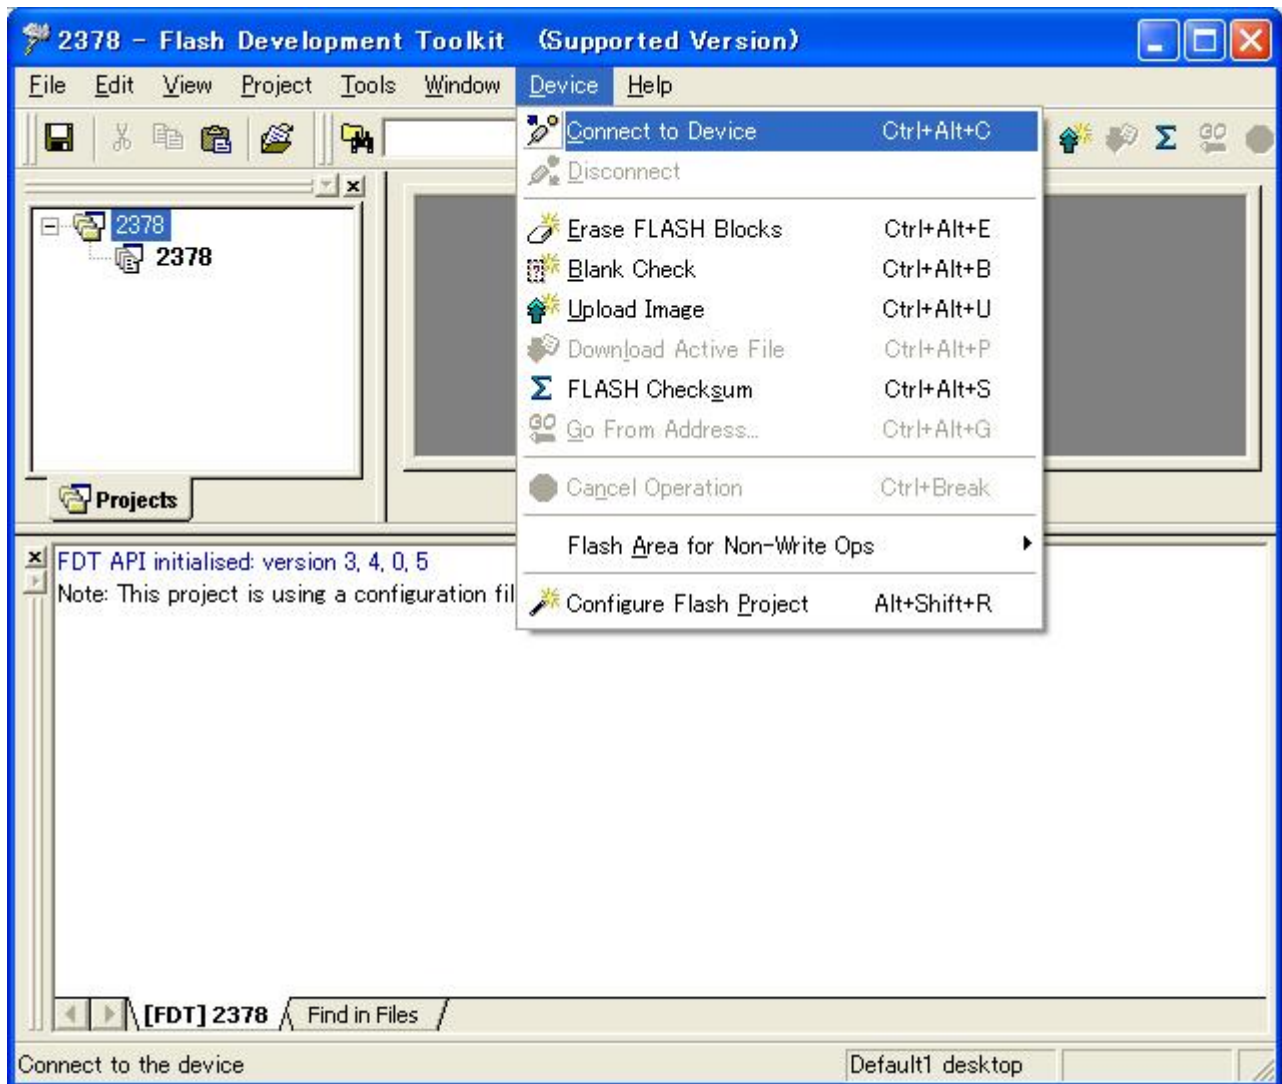 2378 - Flash Development Toolkit (Supported Version)
File Edit View Project Tools Window Device Help
Connect to Device Ctrl+Alt+C
Disconnect
Erase FLASH Blocks Ctrl+Alt+E
Blank Check Ctrl+Alt+B
Upload Image Ctrl+Alt+U
Download Active File Ctrl+Alt+P
FLASH Checksum Ctrl+Alt+S
Go From Address... Ctrl+Alt+G
Cancel Operation Ctrl+Break
Flash Area for Non-Write Ops
Configure Flash Project Alt+Shift+R
2378
2378
Projects
FDT API initialised: version 3, 4, 0, 5
Note: This project is using a configuration fil
[FDT] 2378 Find in Files
Connect to the device Default1 desktop